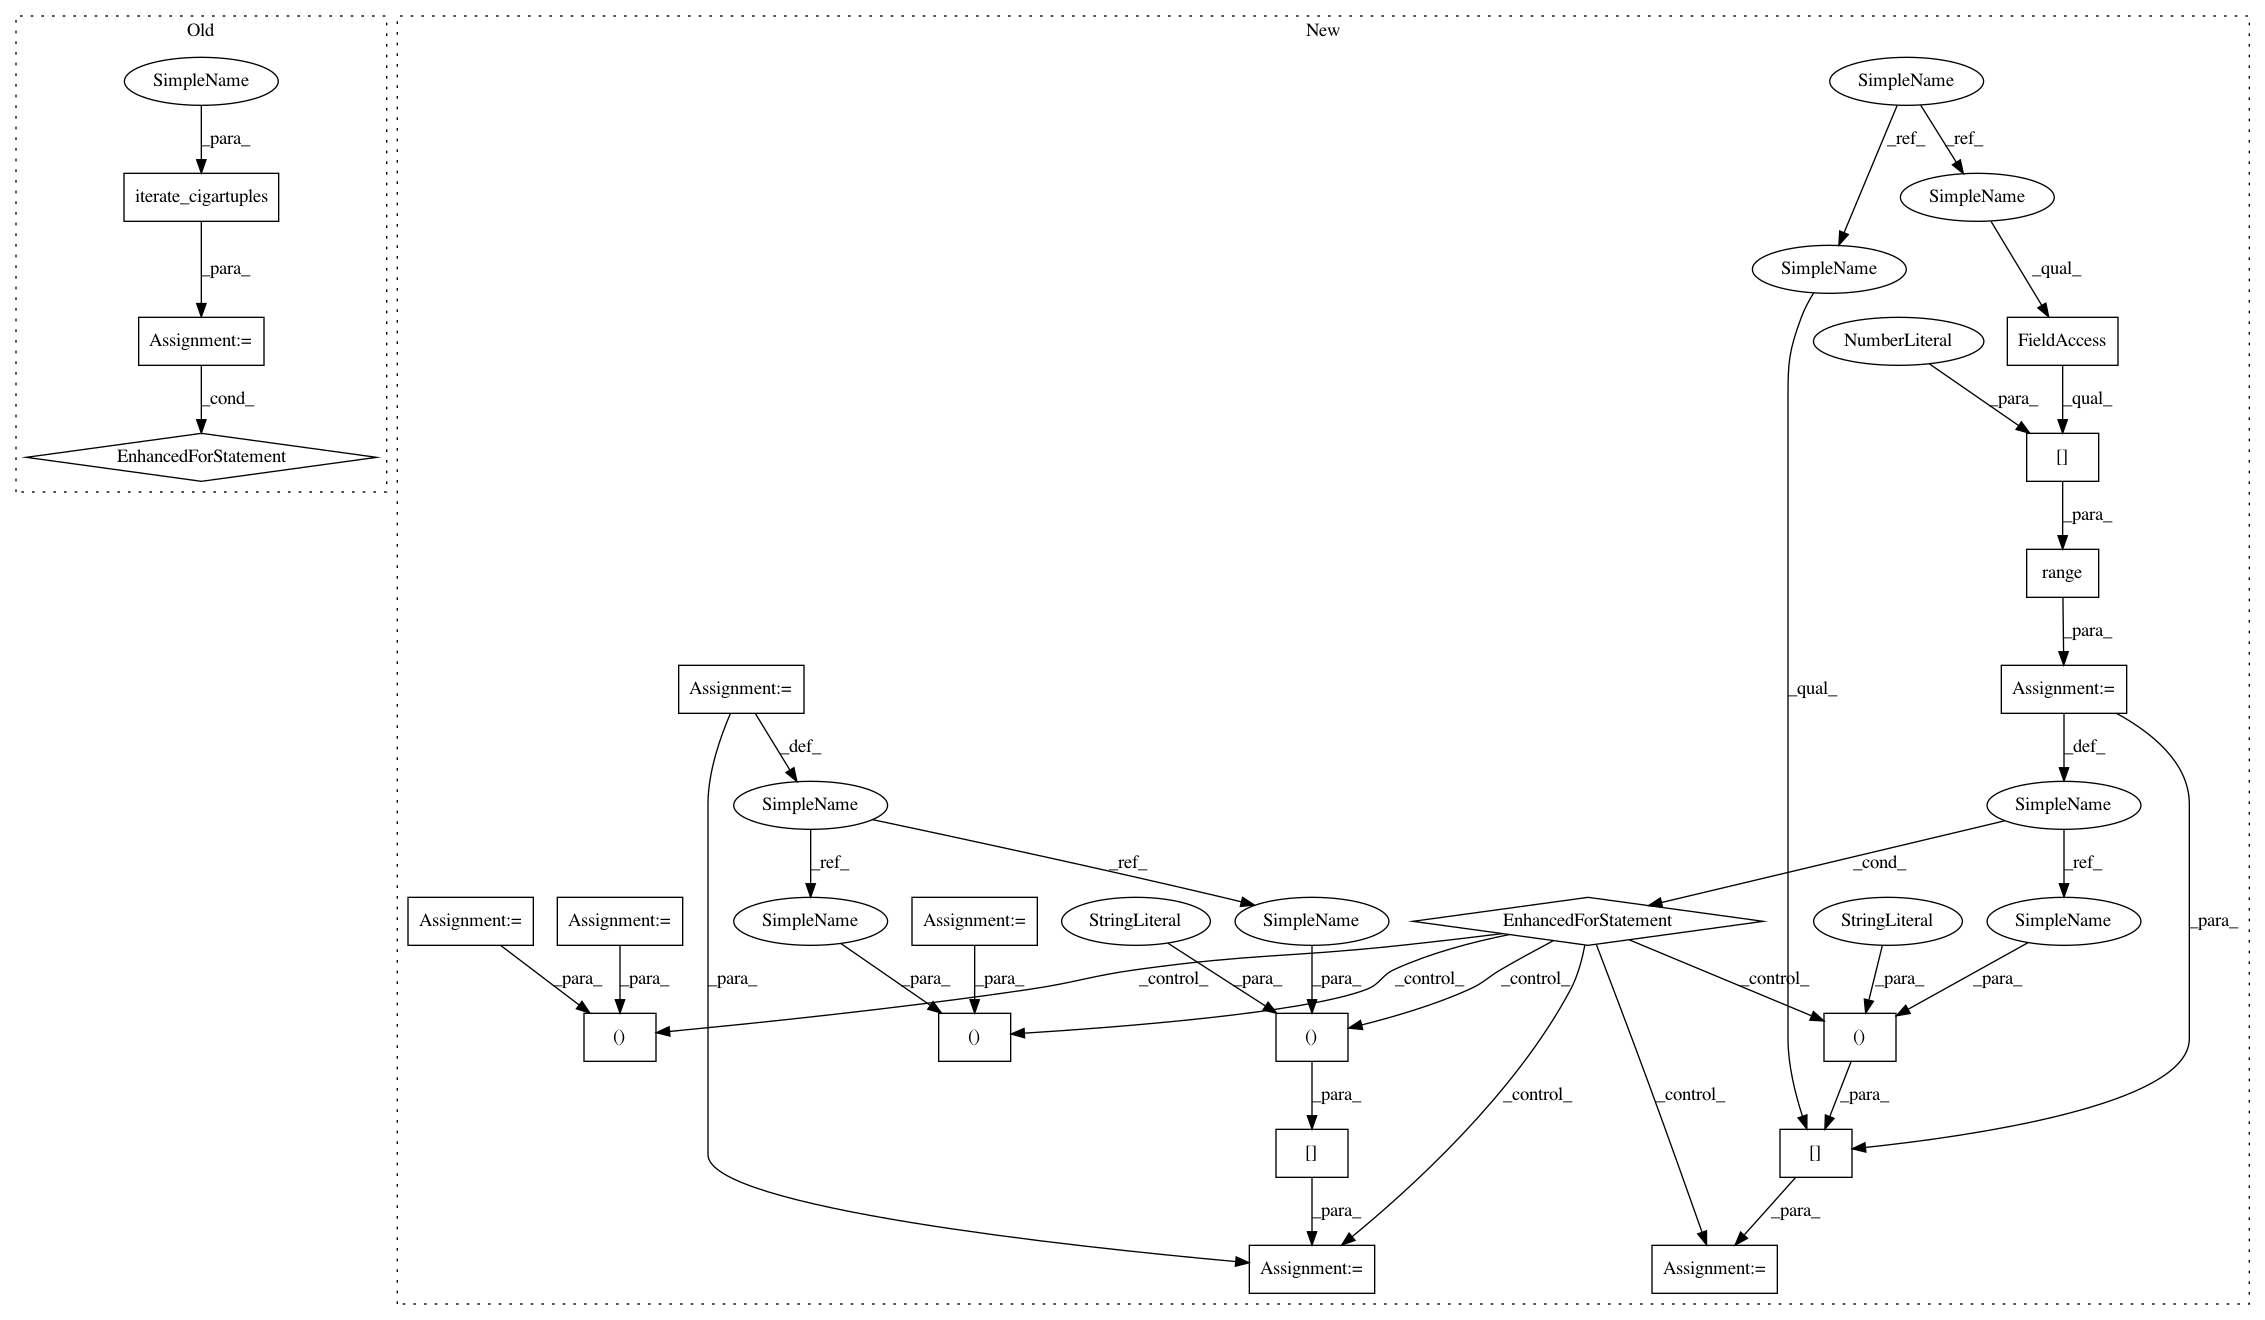 Old
New
SimpleName
SimpleName
_para_
_ref_
_ref_
iterate_cigartuples
SimpleName
SimpleName
_para_
_qual_
Assignment:=
NumberLiteral
FieldAccess
_cond_
_para_
_qual_
EnhancedForStatement
[]
_para_
range
_para_
Assignment:=
_qual_
Assignment:=
_def_
_def_
SimpleName
SimpleName
_ref_
_ref_
_cond_
_ref_
Assignment:=
Assignment:=
SimpleName
Assignment:=
StringLiteral
SimpleName
EnhancedForStatement
StringLiteral
SimpleName
_para_
_para_
_para_
_para_
_para_
_para_
_control_
_para_
_para_
_control_
_control_
_control_
_para_
_para_
()
()
()
()
_para_
_control_
_control_
_para_
[]
[]
_para_
_para_
Assignment:=
Assignment:=